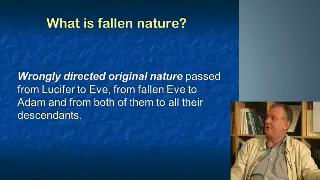 What is fallen nature?
Wrongly directed original nature passed
from Lucifer to Eve, from fallen Eve to
Adam and from both of them to all their
descendants.